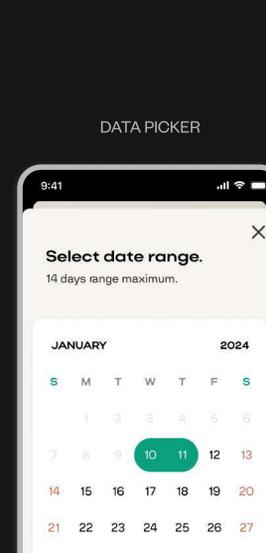 DATA PICKER
9:41
Select date range.
14 days range maximum.
JANUARY 2024
S M T W T F S
1 2 3 4 5 6
7 8 9 10 11 12 13
14 15 16 17 18 19 20
21 22 23 24 25 26 27